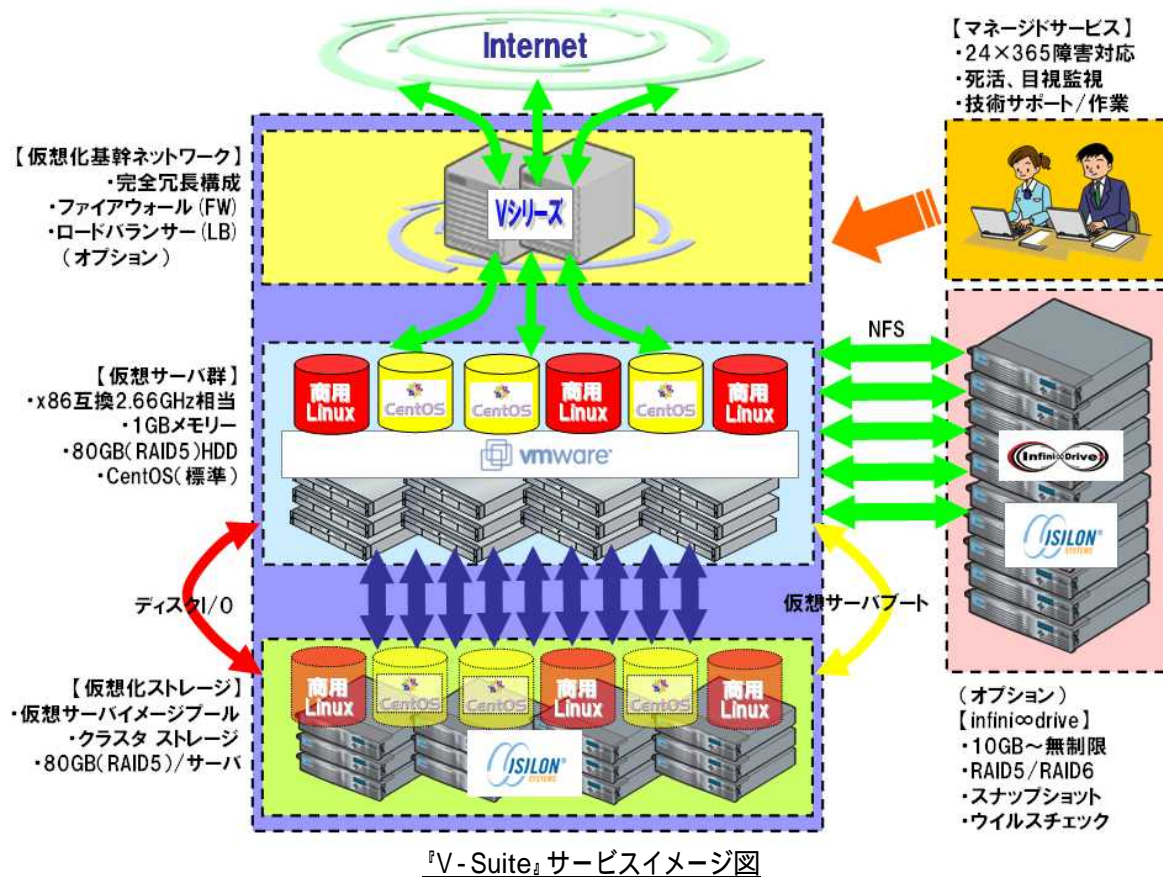 Internet
【マネージドサービス】
・24×365障害対応
・死活、目視監視
・技術サポート/作業
【仮想化基幹ネットワーク】
・完全冗長構成
・ファイアウォール(FW)
・ロードバランサー(LB)
(オプション)
Vシリーズ
NFS
【仮想サーバ群】
・x86互換2.66GHz相当
・1GBメモリー
・80GB(RAID5)HDD
・CentOS(標準)
商用
Linux
CentOS
CentOS
商用
Linux
CentOS
商用
Linux
vmware
Infini∞Drive
ISILON®
SYSTEMS
ディスクI/O
仮想サーバブート
【仮想化ストレージ】
・仮想サーバイメージプール
・クラスタ ストレージ
・80GB(RAID5)/サーバ
商用
Linux
CentOS
CentOS
商用
Linux
CentOS
商用
Linux
ISILON®
SYSTEMS
(オプション)
【infini∞drive】
・10GB～無制限
・RAID5/RAID6
・スナップショット
・ウイルスチェック
『V-Suite』サービスイメージ図